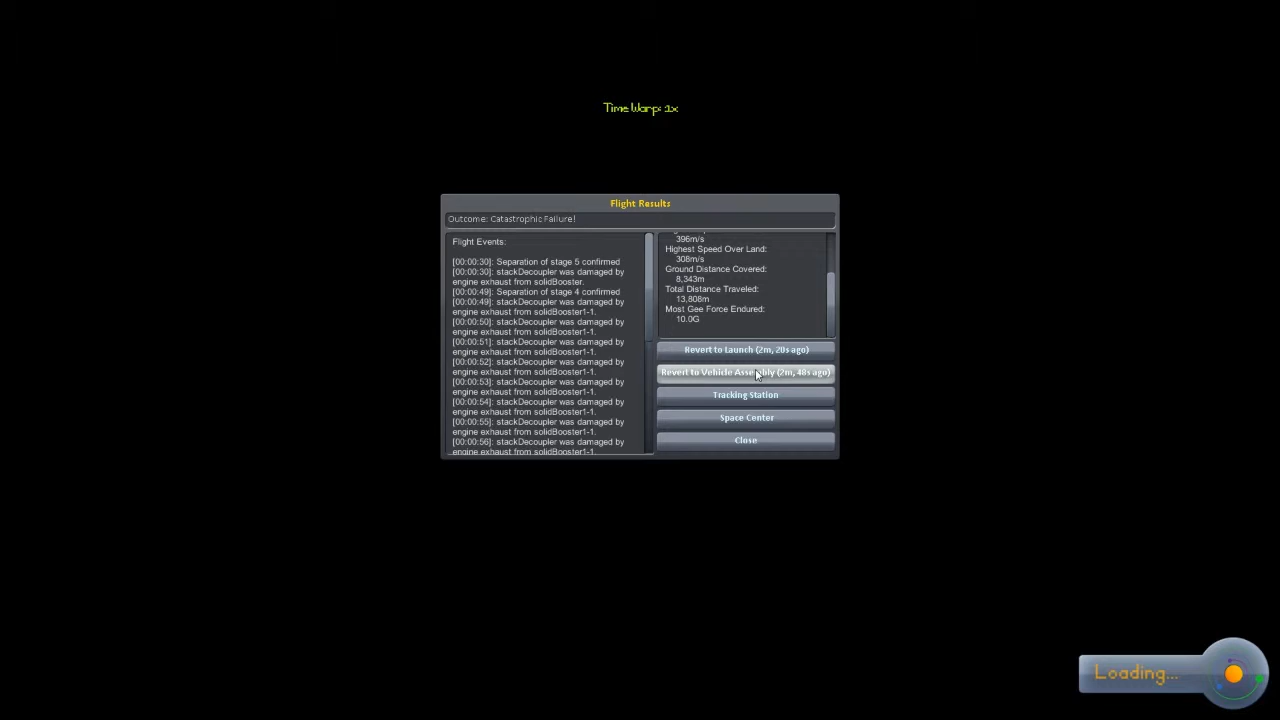 Time Warp: 1x
Flight Results
Outcome: Catastrophic Failure!
Flight Events:
[00:00:30]: Separation of stage 5 confirmed
[00:00:30]: stackDecoupler was damaged by
engine exhaust from solidBooster.
[00:00:49]: Separation of stage 4 confirmed
[00:00:49]: stackDecoupler was damaged by
engine exhaust from solidBooster1-1.
[00:00:50]: stackDecoupler was damaged by
engine exhaust from solidBooster1-1.
[00:00:51]: stackDecoupler was damaged by
engine exhaust from solidBooster1-1.
[00:00:52]: stackDecoupler was damaged by
engine exhaust from solidBooster1-1.
[00:00:53]: stackDecoupler was damaged by
engine exhaust from solidBooster1-1.
[00:00:54]: stackDecoupler was damaged by
engine exhaust from solidBooster1-1.
[00:00:55]: stackDecoupler was damaged by
engine exhaust from solidBooster1-1.
[00:00:56]: stackDecoupler was damaged by
engine exhaust from solidBooster1-1.
396m/s
Highest Speed Over Land:
308m/s
Ground Distance Covered:
8,343m
Total Distance Traveled:
13,808m
Most Gee Force Endured:
10.0G
Revert to Launch (2m, 20s ago)
Revert to Vehicle Assembly (2m, 48s ago)
Tracking Station
Space Center
Close
Loading...